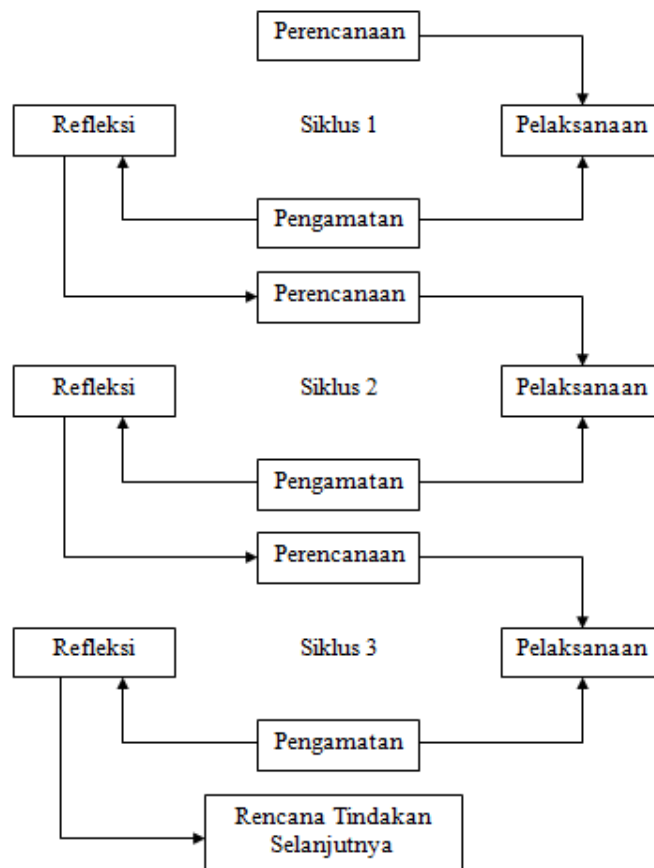 Perencanaan
Refleksi
Siklus 1
Pelaksanaan
Pengamatan
Perencanaan
Refleksi
Siklus 2
Pelaksanaan
Pengamatan
Perencanaan
Refleksi
Siklus 3
Pelaksanaan
Pengamatan
Rencana Tindakan
Selanjutnya